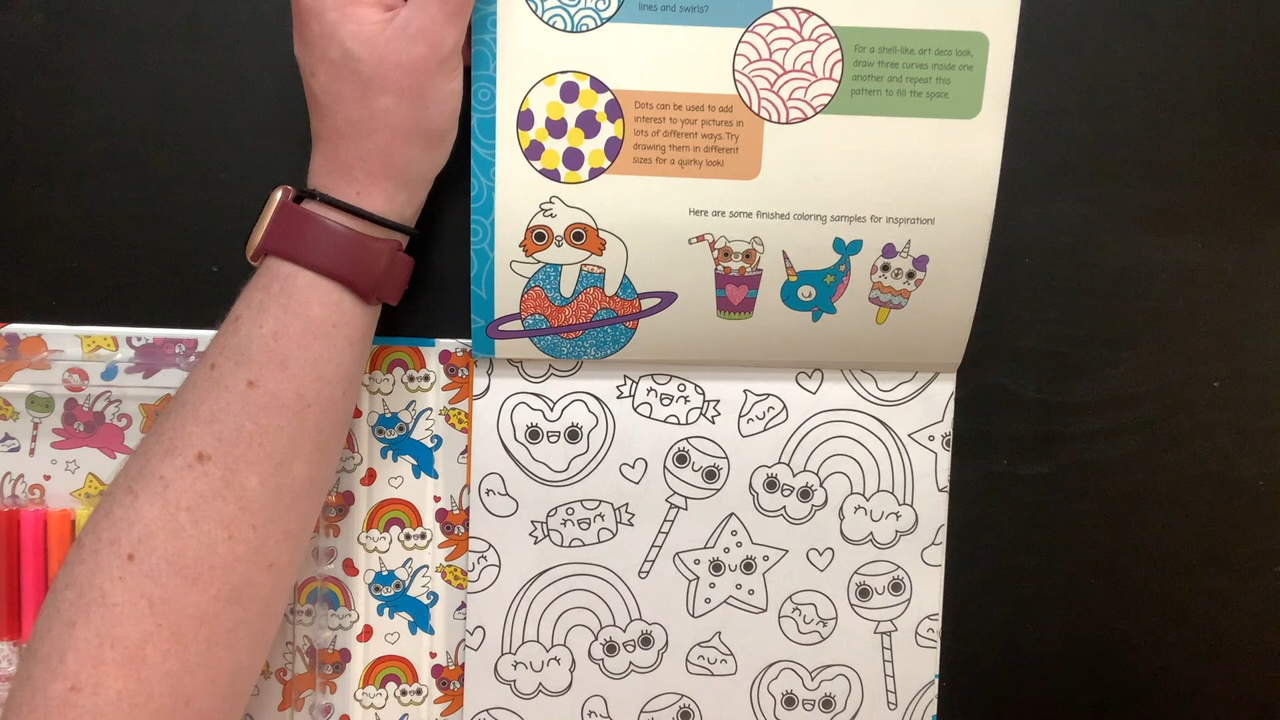 lines and swirls?
For a shell-like, art deco look,
draw three curves inside one
another and repeat this
pattern to fill the space.
Dots can be used to add
interest to your pictures in
lots of different ways. Try
drawing them in different
sizes for a quirky look!
Here are some finished coloring samples for inspiration!